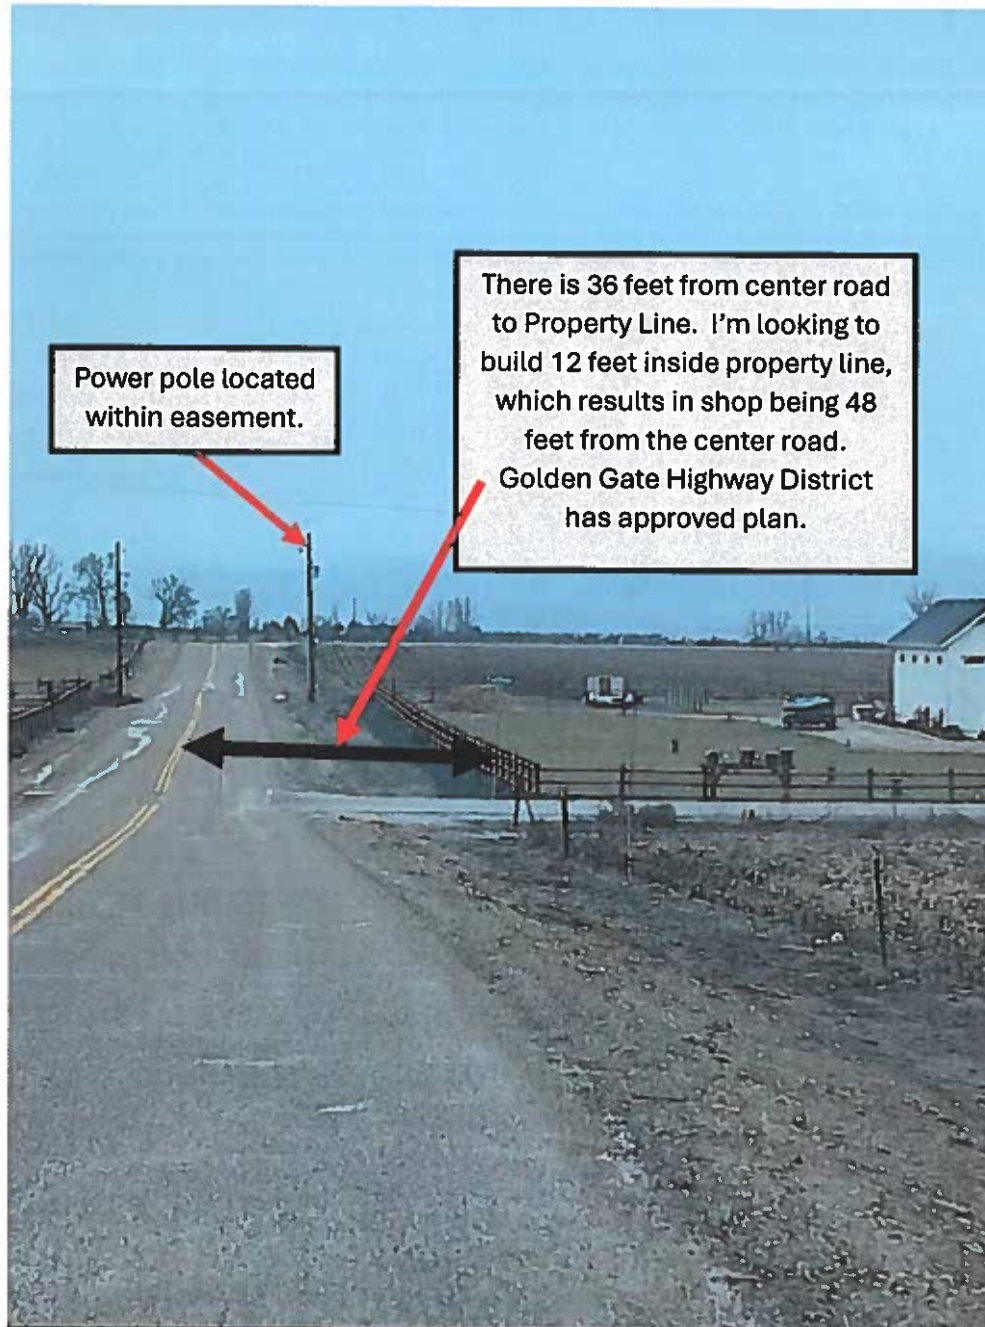 Power pole located
within easement.
There is 36 feet from center road
to Property Line.  I'm looking to
build 12 feet inside property line,
which results in shop being 48
feet from the center road.
Golden Gate Highway District
has approved plan.